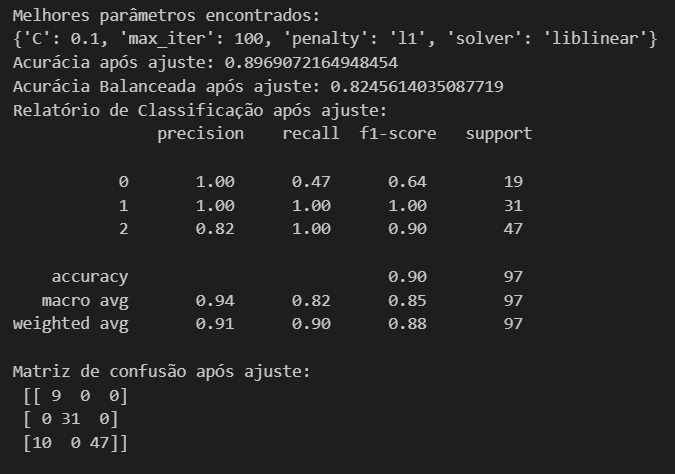 Melhores parâmetros encontrados:
{'C': 0.1, 'max_iter': 100, 'penalty': 'l1', 'solver': 'liblinear'}
Acurácia após ajuste: 0.8969072164948454
Acurácia Balanceada após ajuste: 0.8245614035087719
Relatório de Classificação após ajuste:
              precision    recall  f1-score   support

           0       1.00      0.47      0.64        19
           1       1.00      1.00      1.00        31
           2       0.82      1.00      0.90        47

    accuracy                           0.90        97
   macro avg       0.94      0.82      0.85        97
weighted avg       0.91      0.90      0.88        97

Matriz de confusão após ajuste:
 [[ 9  0  0]
 [ 0 31  0]
 [10  0 47]]